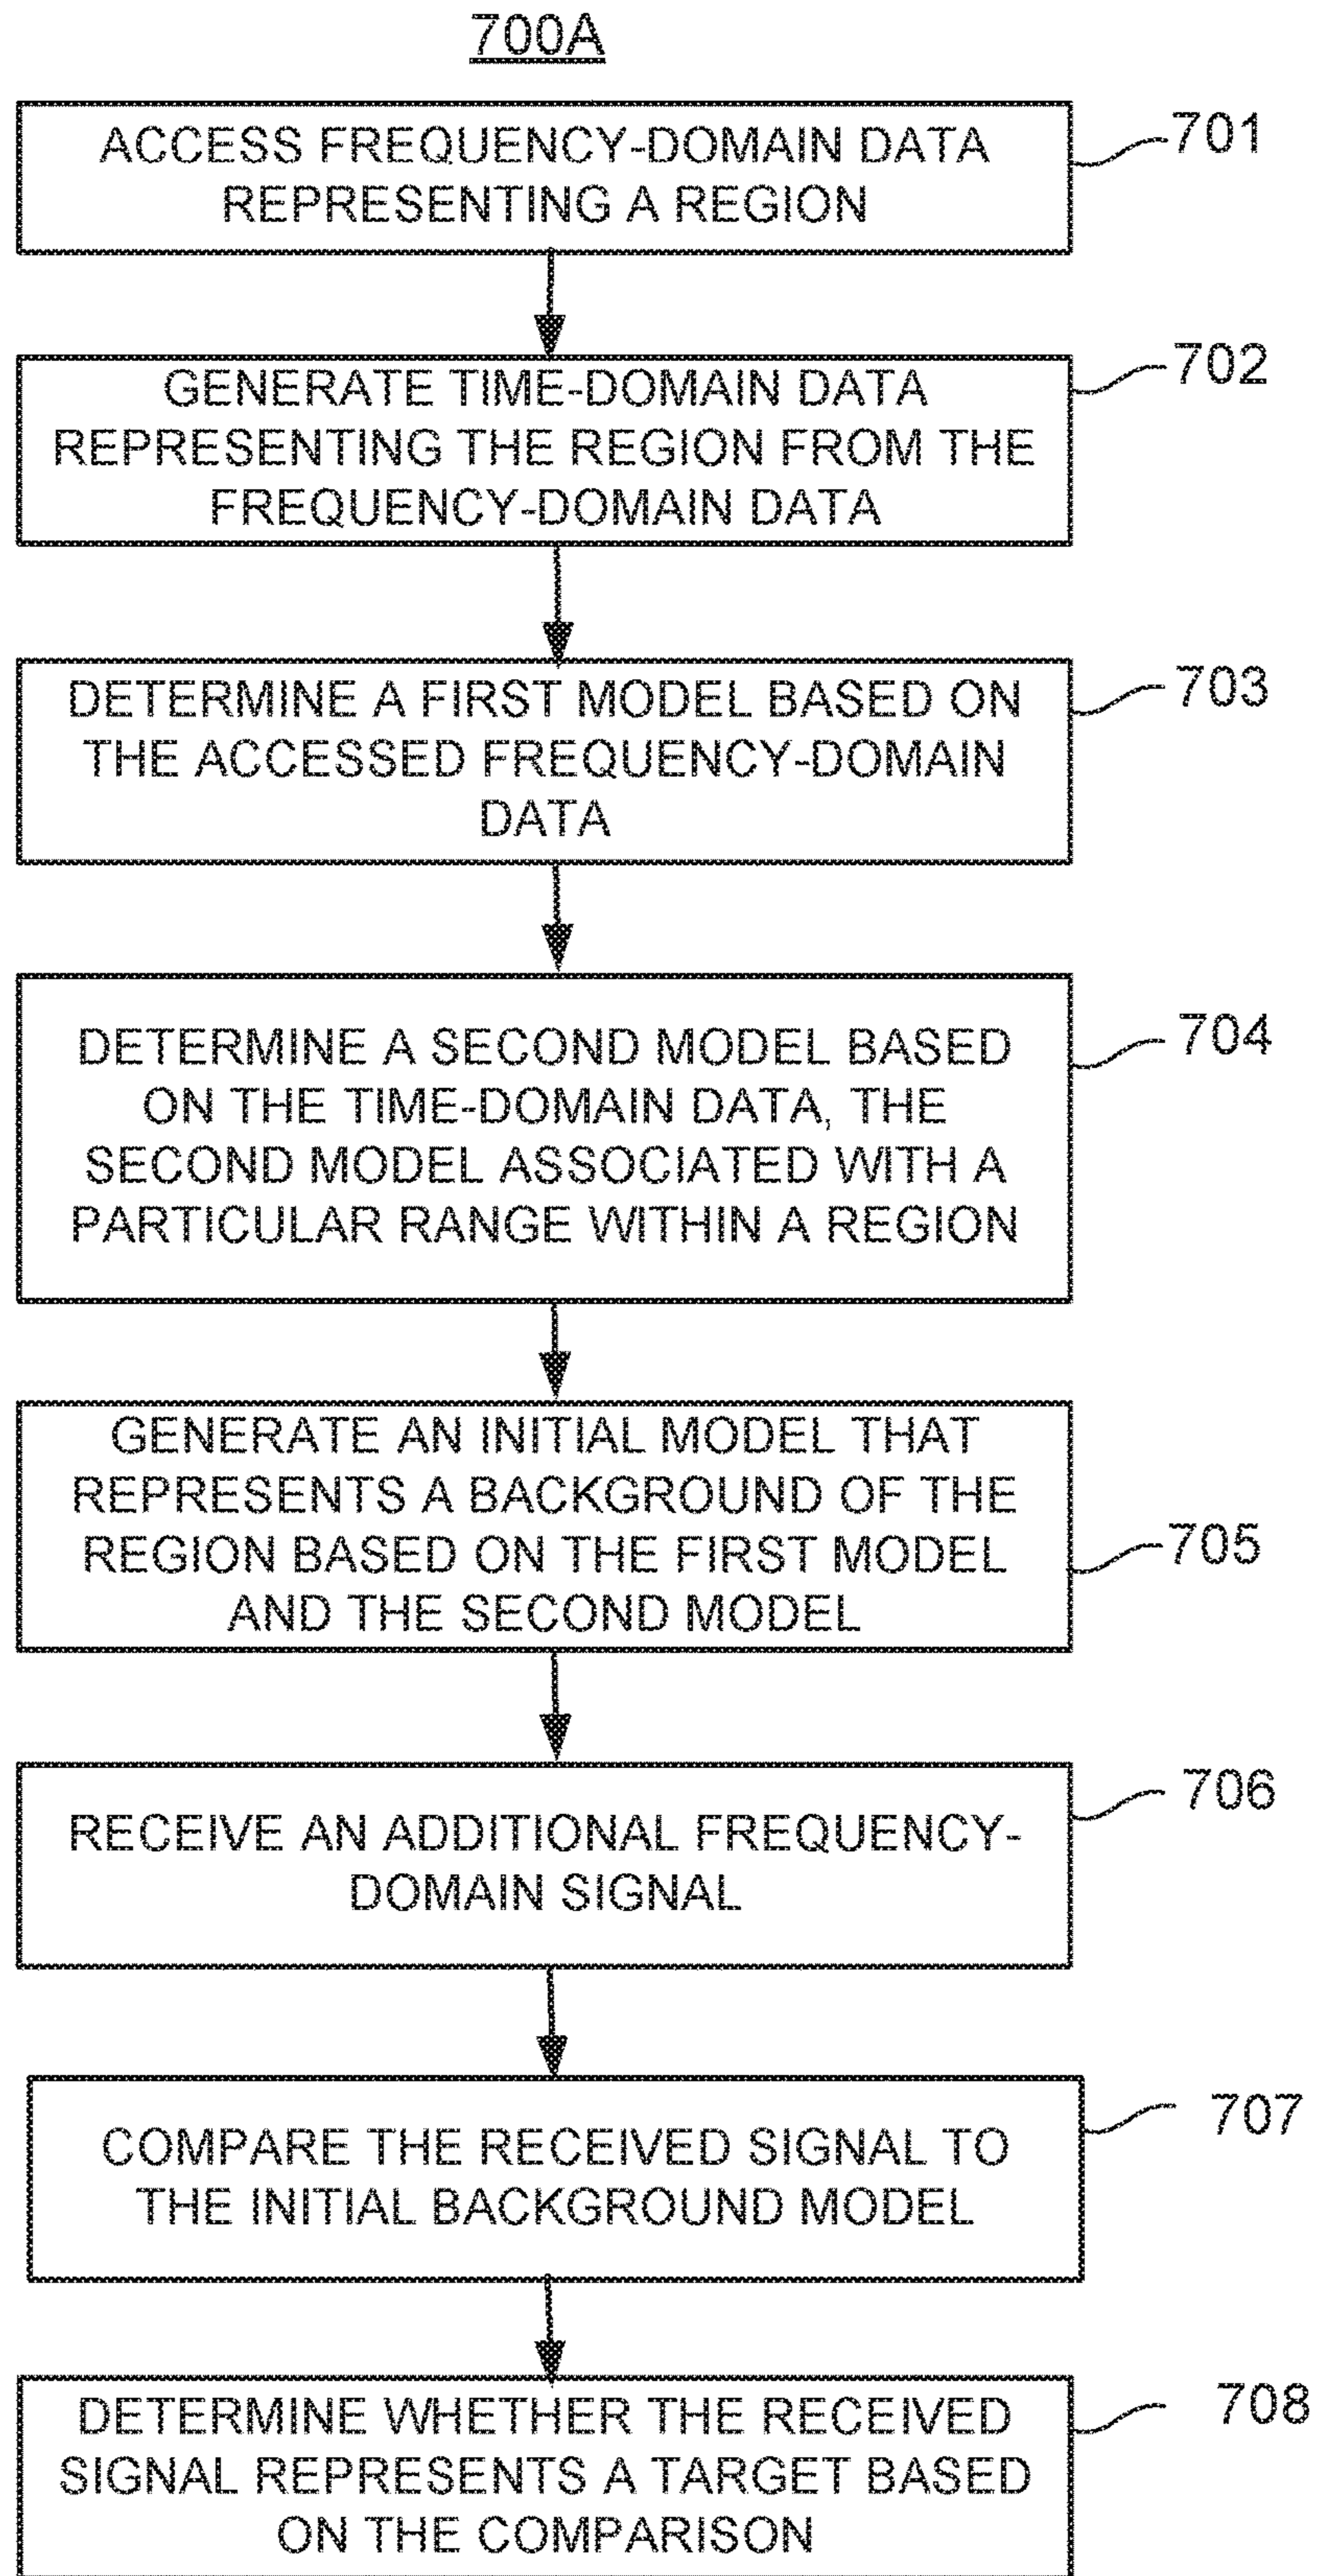 700A
ACCESS FREQUENCY-DOMAIN DATA
REPRESENTING A REGION
701
GENERATE TIME-DOMAIN DATA
REPRESENTING THE REGION FROM THE
FREQUENCY-DOMAIN DATA
702
DETERMINE A FIRST MODEL BASED ON
THE ACCESSED FREQUENCY-DOMAIN
DATA
703
DETERMINE A SECOND MODEL BASED
ON THE TIME-DOMAIN DATA, THE
SECOND MODEL ASSOCIATED WITH A
PARTICULAR RANGE WITHIN A REGION
704
GENERATE AN INITIAL MODEL THAT
REPRESENTS A BACKGROUND OF THE
REGION BASED ON THE FIRST MODEL
AND THE SECOND MODEL
705
RECEIVE AN ADDITIONAL FREQUENCY-
DOMAIN SIGNAL
706
COMPARE THE RECEIVED SIGNAL TO
THE INITIAL BACKGROUND MODEL
707
DETERMINE WHETHER THE RECEIVED
SIGNAL REPRESENTS A TARGET BASED
ON THE COMPARISON
708